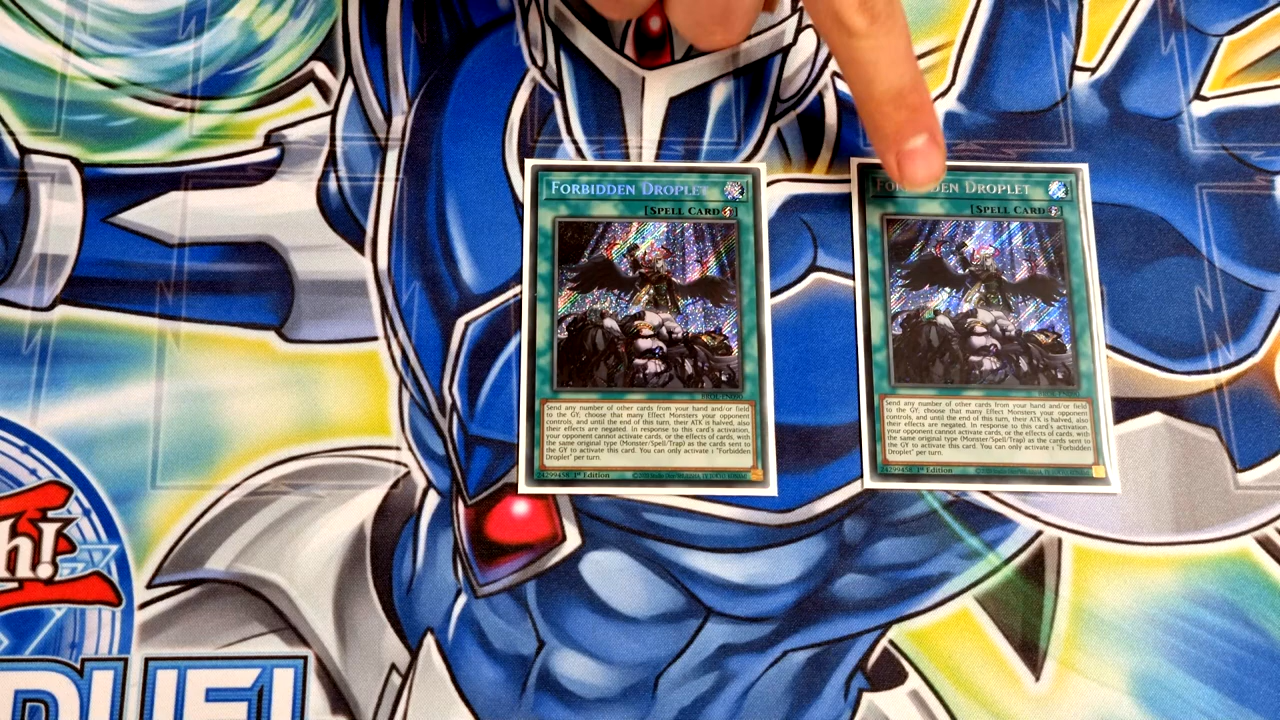 FORBIDDEN DROPLET
[SPELL CARD]
BROL-EN090
Send any number of other cards from your hand and/or field
to the GY; choose that many Effect Monsters your opponent
controls, and until the end of this turn, their ATK is halved, also
their effects are negated. In response to this card's activation,
your opponent cannot activate cards, or the effects of cards, with
the same original type (Monster/Spell/Trap) as the cards sent to
the GY to activate this card. You can only activate 1 "Forbidden
Droplet" per turn.
24299458 1st Edition
DROPLET
[SPELL CARD]
Send any number of other cards from your hand and/or field
to the GY; choose that many Effect Monsters your opponent
controls, and until the end of this turn, their ATK is halved, also
their effects are negated. In response to this card's activation,
your opponent cannot activate cards, or the effects of cards, with
the same original type (Monster/Spell/Trap) as the cards sent to
the GY to activate this card. You can only activate 1 "Forbidden
Droplet" per turn.
24299458 1st Edition
h!
DUEL